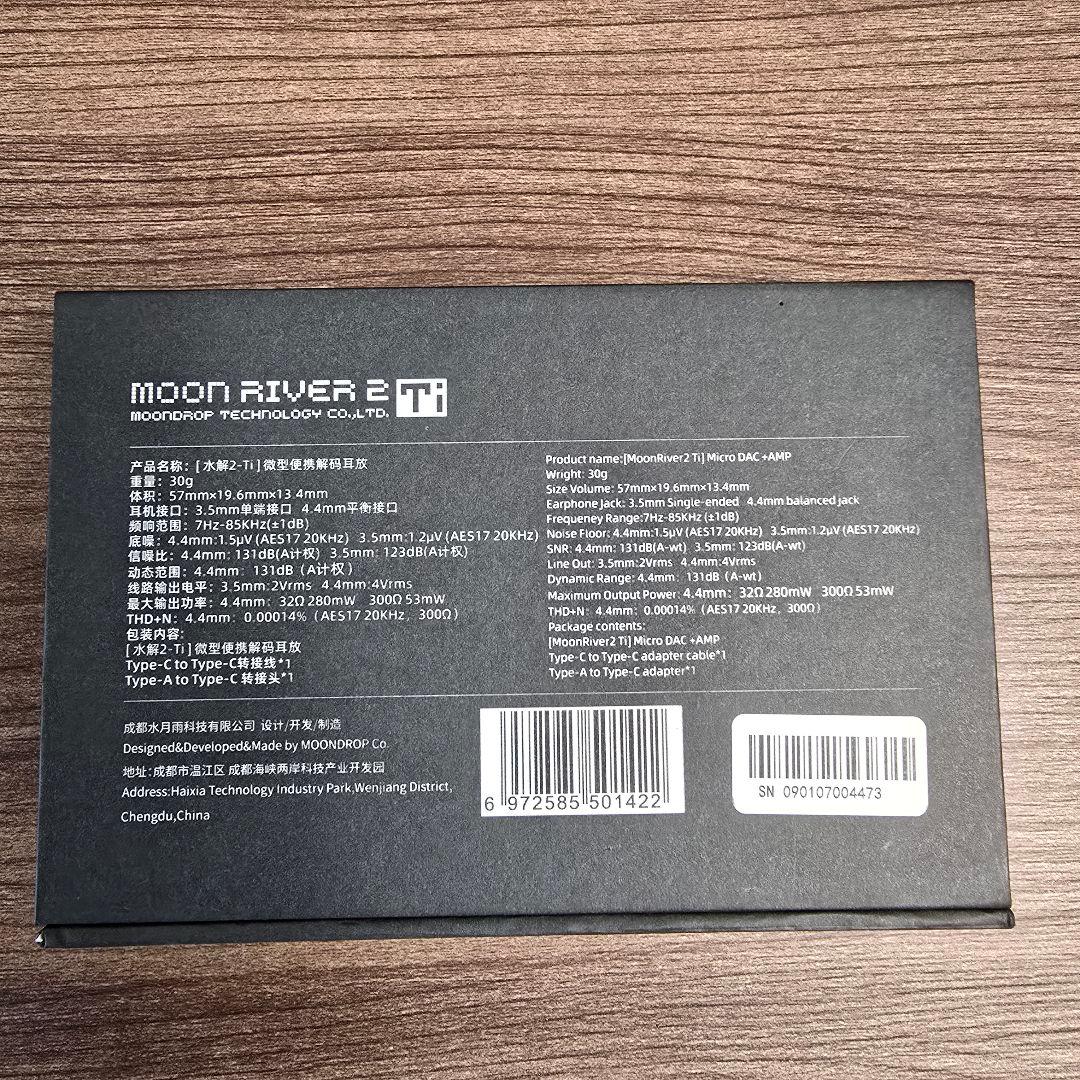 MOON RIVER 2 Ti
MOONDROP TECHNOLOGY CO.,LTD.
产品名称：[ 水解2-Ti ] 微型便携解码耳放
重量：30g
体积：57mm×19.6mm×13.4mm
耳机接口：3.5mm单端接口 4.4mm平衡接口
频响范围：7Hz-85KHz(±1dB)
底噪：4.4mm:1.5μV (AES17 20KHz) 3.5mm:1.2μV (AES17 20KHz)
信噪比：4.4mm: 131dB(A计权) 3.5mm: 123dB(A计权)
动态范围：4.4mm：131dB（A计权）
线路输出电平：3.5mm:2Vrms 4.4mm:4Vrms
最大输出功率：4.4mm：32Ω 280mW 300Ω 53mW
THD+N：4.4mm：0.00014%（AES17 20KHz，300Ω）
包装内容:
[ 水解2-Ti ] 微型便携解码耳放
Type-C to Type-C转接线*1
Type-A to Type-C 转接头*1
Product name:[MoonRiver2 Ti] Micro DAC +AMP
Wright: 30g
Size Volume: 57mm×19.6mm×13.4mm
Earphone Jack: 3.5mm Single-ended 4.4mm balanced jack
Frequeney Range:7Hz-85KHz (±1dB)
Noise Floor: 4.4mm:1.5μV (AES17 20KHz) 3.5mm:1.2μV (AES17 20KHz)
SNR: 4.4mm: 131dB(A-wt) 3.5mm: 123dB(A-wt)
Line Out: 3.5mm:2Vrms 4.4mm:4Vrms
Dynamic Range: 4.4mm：131dB (A-wt)
Maximum Output Power: 4.4mm：32Ω 280mW 300Ω 53mW
THD+N：4.4mm：0.00014%（AES17 20KHz，300Ω）
Package contents:
[MoonRiver2 Ti] Micro DAC +AMP
Type-C to Type-C adapter cable*1
Type-A to Type-C adapter*1
成都水月雨科技有限公司 设计/开发/制造
Designed&Developed&Made by MOONDROP Co.
地址：成都市温江区 成都海峡两岸科技产业开发园
Address:Haixia Technology Industry Park,Wenjiang District,
Chengdu,China
6 972585 501422
SN 090107004473